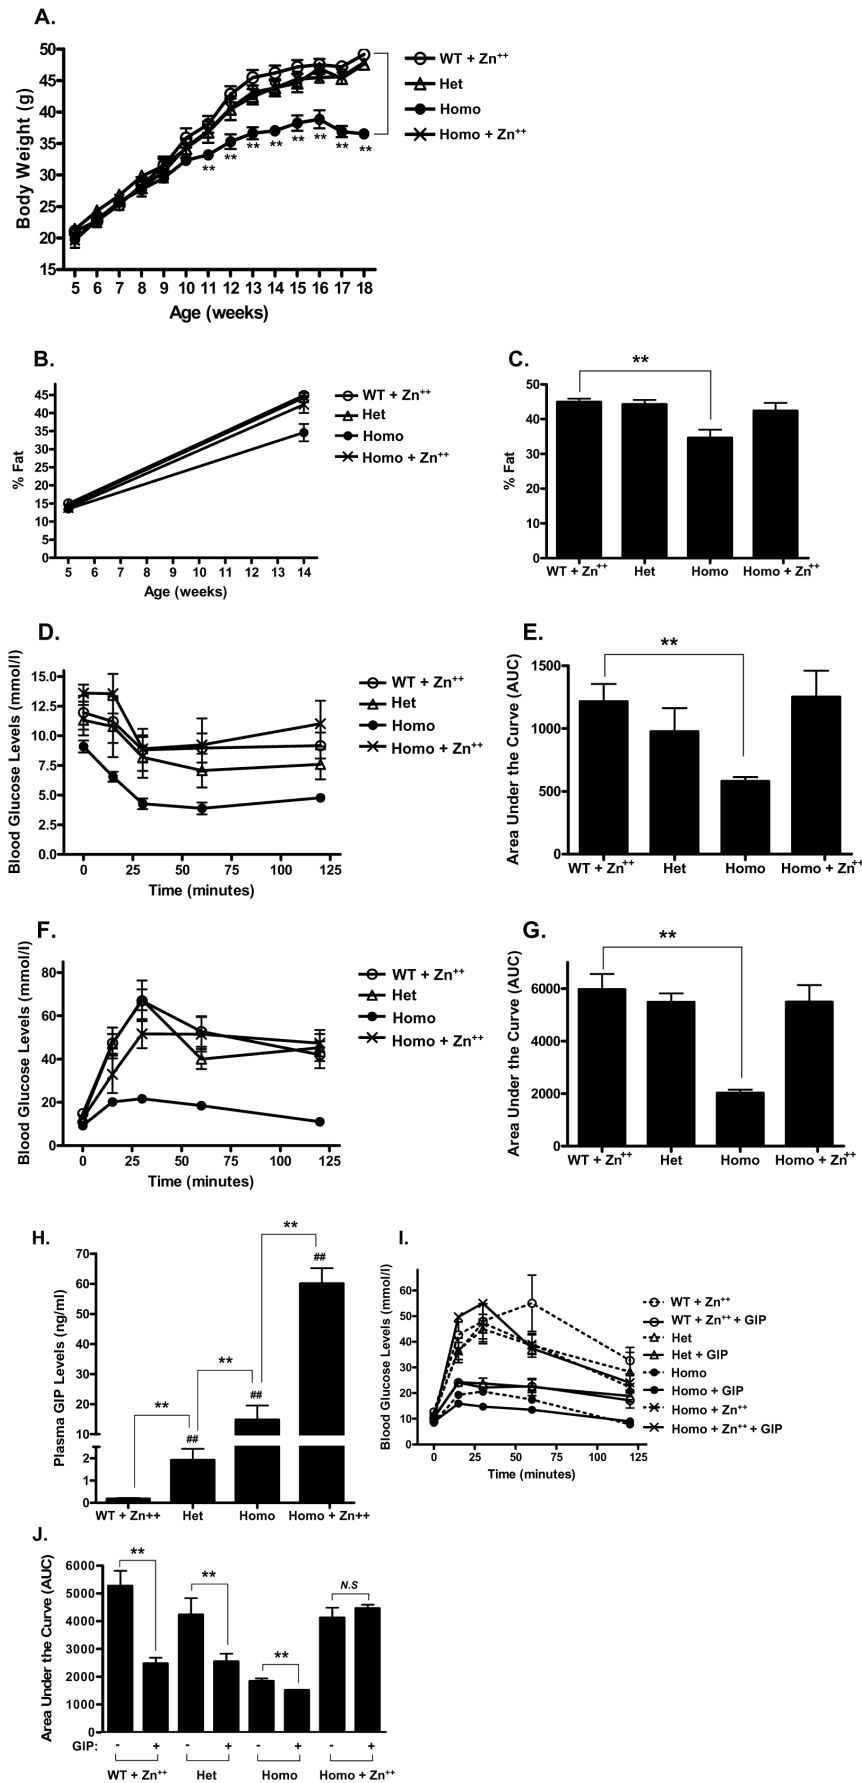 A.
50
45
40
35
30
25
20
15
Body Weight (g)
** ** ** ** ** ** ** **
5 6 7 8 9 10 11 12 13 14 15 16 17 18
Age (weeks)
WT + Zn++
Het
Homo
Homo + Zn++
B.
45
40
35
30
25
20
15
10
5
0
% Fat
5 6 7 8 9 10 10 11 12 13 14
Age (weeks)
WT + Zn++
Het
Homo
Homo + Zn++
C.
**
50
40
30
20
10
0
% Fat
WT + Zn++ Het Homo Homo + Zn++
D.
15.0
12.5
10.0
7.5
5.0
2.5
0.0
Blood Glucose Levels (mmol/l)
0 25 50 75 100 125
Time (minutes)
WT + Zn++
Het
Homo
Homo + Zn++
E.
**
1500
1000
500
0
Area Under the Curve (AUC)
WT + Zn++ Het Homo Homo + Zn++
F.
80
60
40
20
0
Blood Glucose Levels (mmol/l)
0 25 50 75 100 125
Time (minutes)
WT + Zn++
Het
Homo
Homo + Zn++
G.
**
6000
4000
2000
0
Area Under the Curve (AUC)
WT + Zn++ Het Homo Homo + Zn++
H.
** ** **
## ## ##
70
60
50
40
30
20
10
2
1
0
Plasma GIP Levels (ng/ml)
WT + Zn++ Het Homo Homo + Zn++
I.
60
50
40
30
20
10
0
Blood Glucose Levels (mmol/l)
0 25 50 75 100 125
Time (minutes)
WT + Zn++
WT + Zn++ + GIP
Het
Het + GIP
Homo
Homo + GIP
Homo + Zn++
Homo + Zn++ + GIP
J.
** ** ** N.S
6000
5000
4000
3000
2000
1000
0
Area Under the Curve (AUC)
GIP: - + - + - + - +
WT + Zn++ Het Homo Homo + Zn++